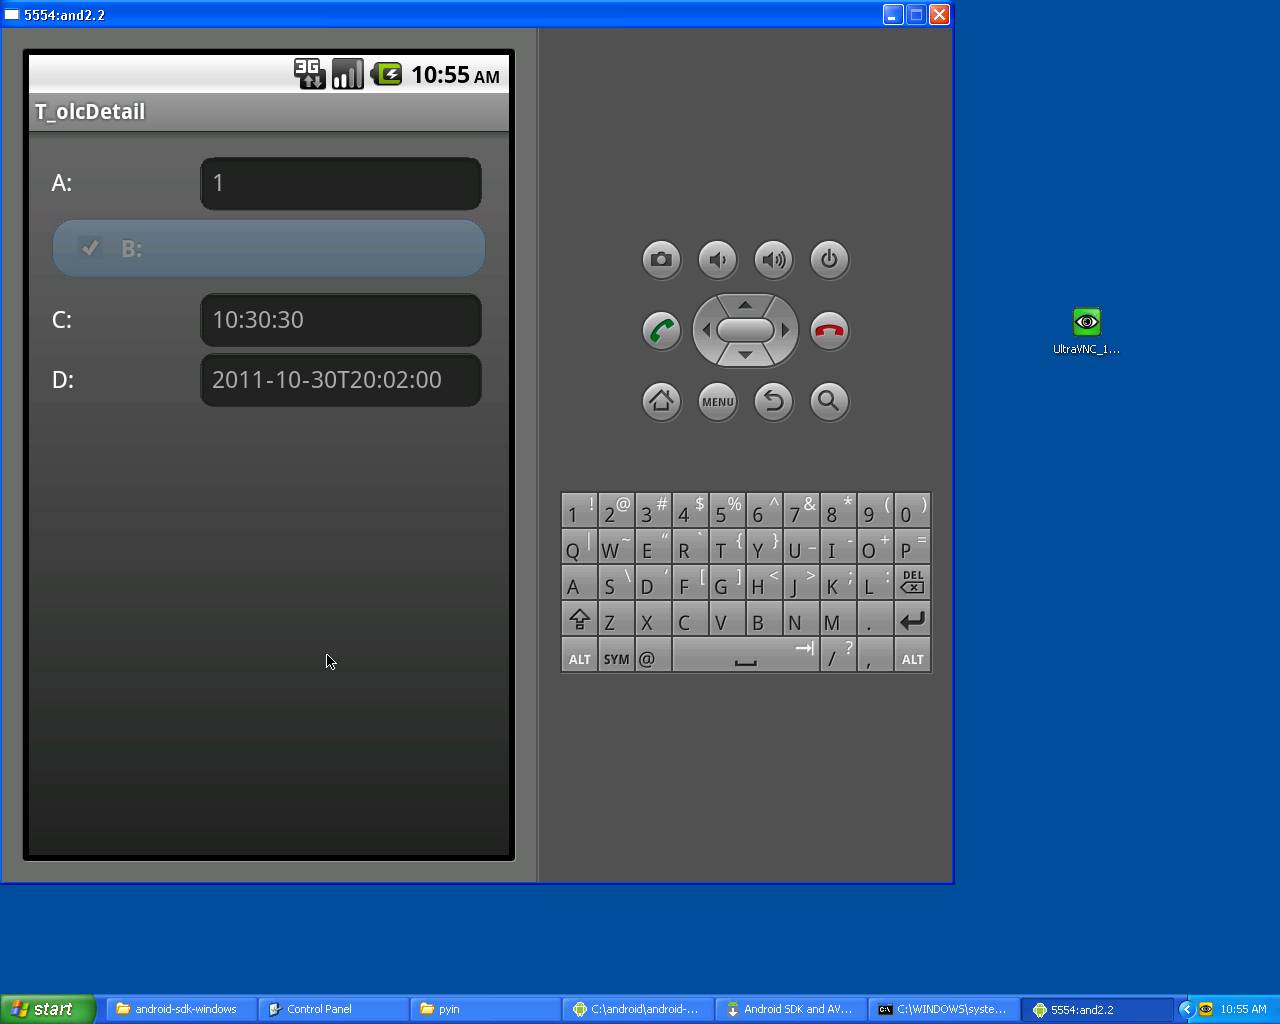 5554:and2.2
3G 10:55 AM
T_olcDetail
A: 1
B:
C: 10:30:30
D: 2011-10-30T20:02:00
MENU
1 ! 2 @ 3 # 4 $ 5 % 6 ^ 7 & 8 * 9 ( 0 )
Q | W ~ E " R ` T { Y } U _ I - O + P =
A S \ D ' F [ G ] H < J > K ; L : DEL
Z X C V B N M .
ALT SYM @ / ? , ALT
UltraVNC_1...
start android-sdk-windows Control Panel pyin C:\android\android-... Android SDK and AV... C:\WINDOWS\syste... 5554:and2.2 10:55 AM